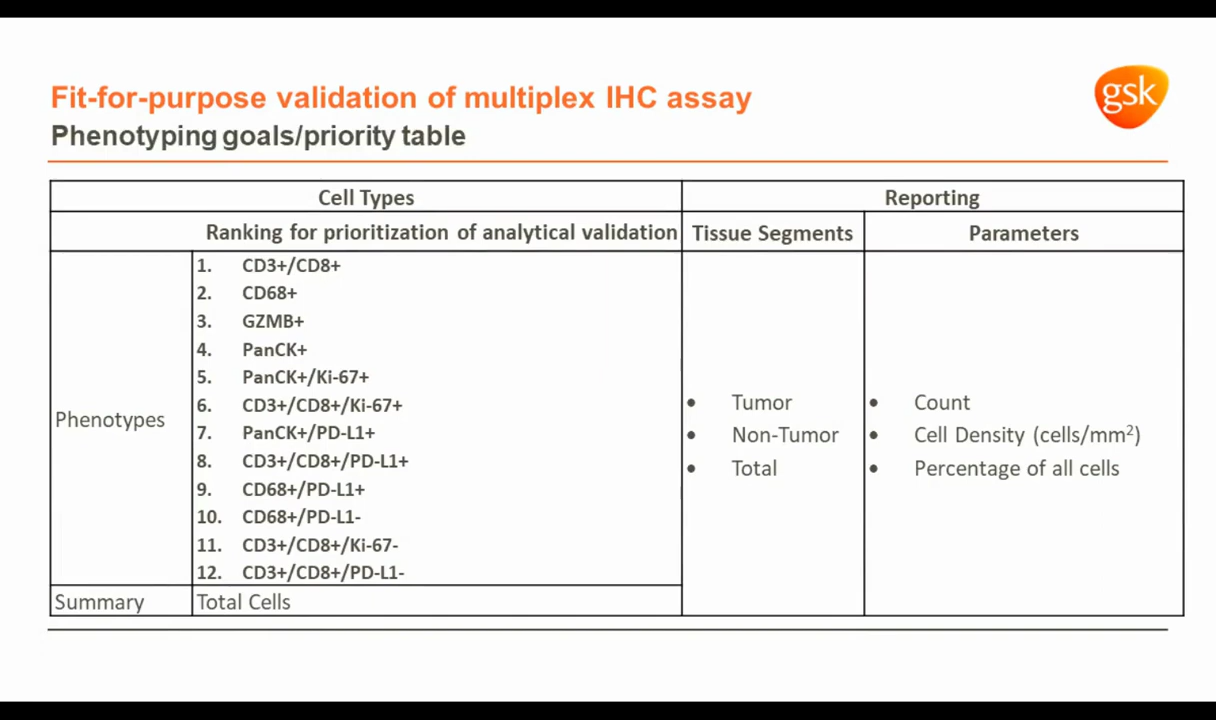 Fit-for-purpose validation of multiplex IHC assay
Phenotyping goals/priority table
gsk
Cell Types
Reporting
Ranking for prioritization of analytical validation
Tissue Segments
Parameters
Phenotypes
1. CD3+/CD8+
2. CD68+
3. GZMB+
4. PanCK+
5. PanCK+/Ki-67+
6. CD3+/CD8+/Ki-67+
7. PanCK+/PD-L1+
8. CD3+/CD8+/PD-L1+
9. CD68+/PD-L1+
10. CD68+/PD-L1-
11. CD3+/CD8+/Ki-67-
12. CD3+/CD8+/PD-L1-
• Tumor
• Non-Tumor
• Total
• Count
• Cell Density (cells/mm²)
• Percentage of all cells
Summary
Total Cells